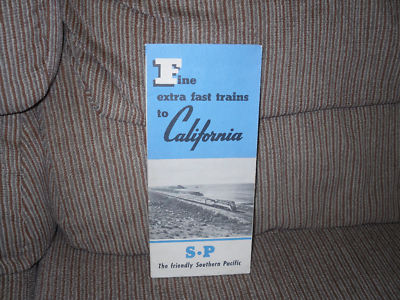 Fine
extra fast trains
to California
S·P
The friendly Southern Pacific